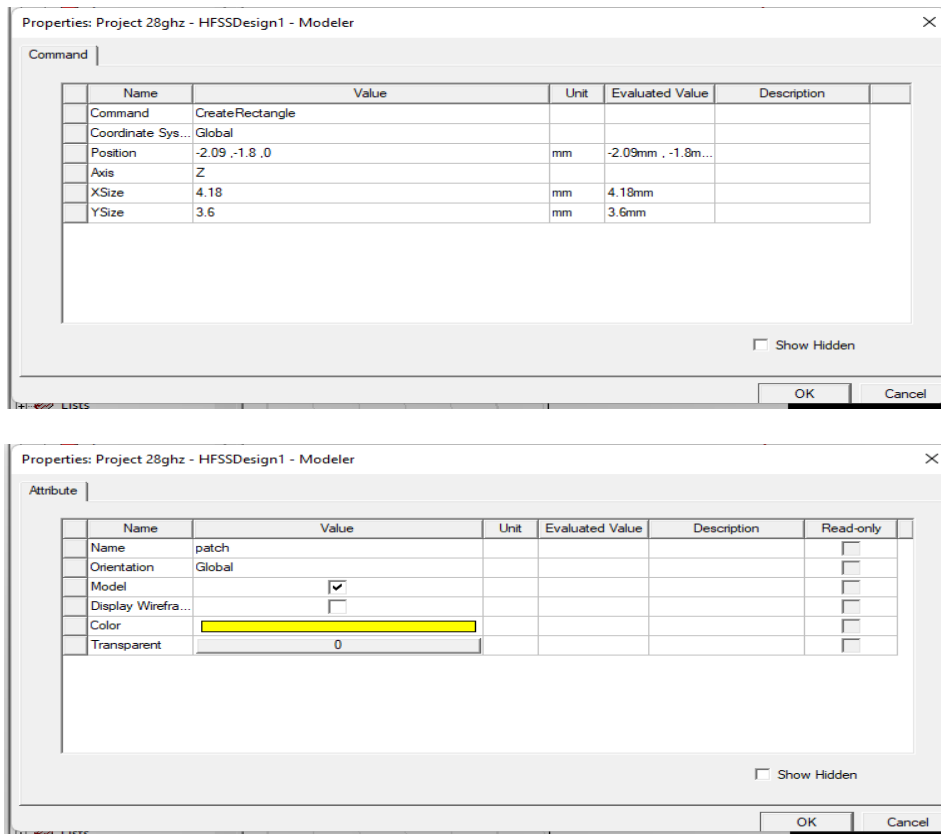 Properties: Project 28ghz - HFSSDesign1 - Modeler
Command
Name Value Unit Evaluated Value Description
Command CreateRectangle
Coordinate Sys... Global
Position -2.09 ,-1.8 ,0 mm -2.09mm , -1.8m...
Axis Z
XSize 4.18 mm 4.18mm
YSize 3.6 mm 3.6mm
Show Hidden
OK Cancel
Lists
Properties: Project 28ghz - HFSSDesign1 - Modeler
Attribute
Name Value Unit Evaluated Value Description Read-only
Name patch
Orientation Global
Model
Display Wirefra...
Color
Transparent 0
Show Hidden
OK Cancel